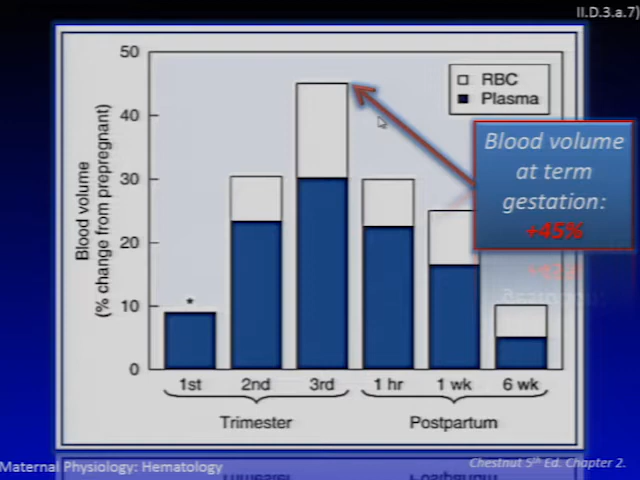 II.D.3.a.7)
50
RBC
Plasma
40
Blood volume
at term
gestation:
+45%
30
Blood volume
(% change from prepregnant)
20
10
*
0
1st 2nd 3rd 1 hr 1 wk 6 wk
Trimester Postpartum
Maternal Physiology: Hematology
Chestnut 5th Ed. Chapter 2.